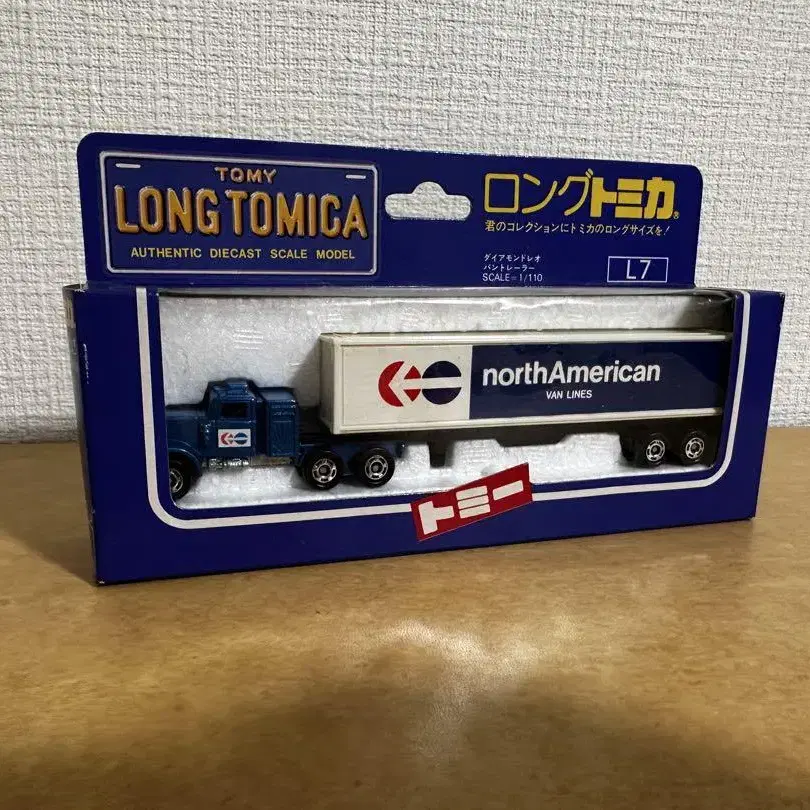 TOMY
LONG TOMICA
AUTHENTIC DIECAST SCALE MODEL
ロングトミカ®
君のコレクションにトミカのロングサイズを!
ダイアモンドレオ
バントレーラー
SCALE=1/110
L7
northAmerican
VAN LINES
トミー